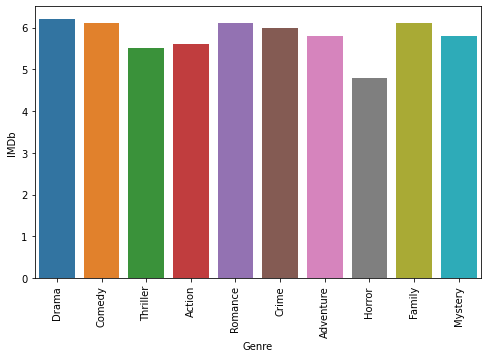 IMDb
6
5
4
3
2
1
0
Drama
Comedy
Thriller
Action
Romance
Crime
Adventure
Horror
Family
Mystery
Genre